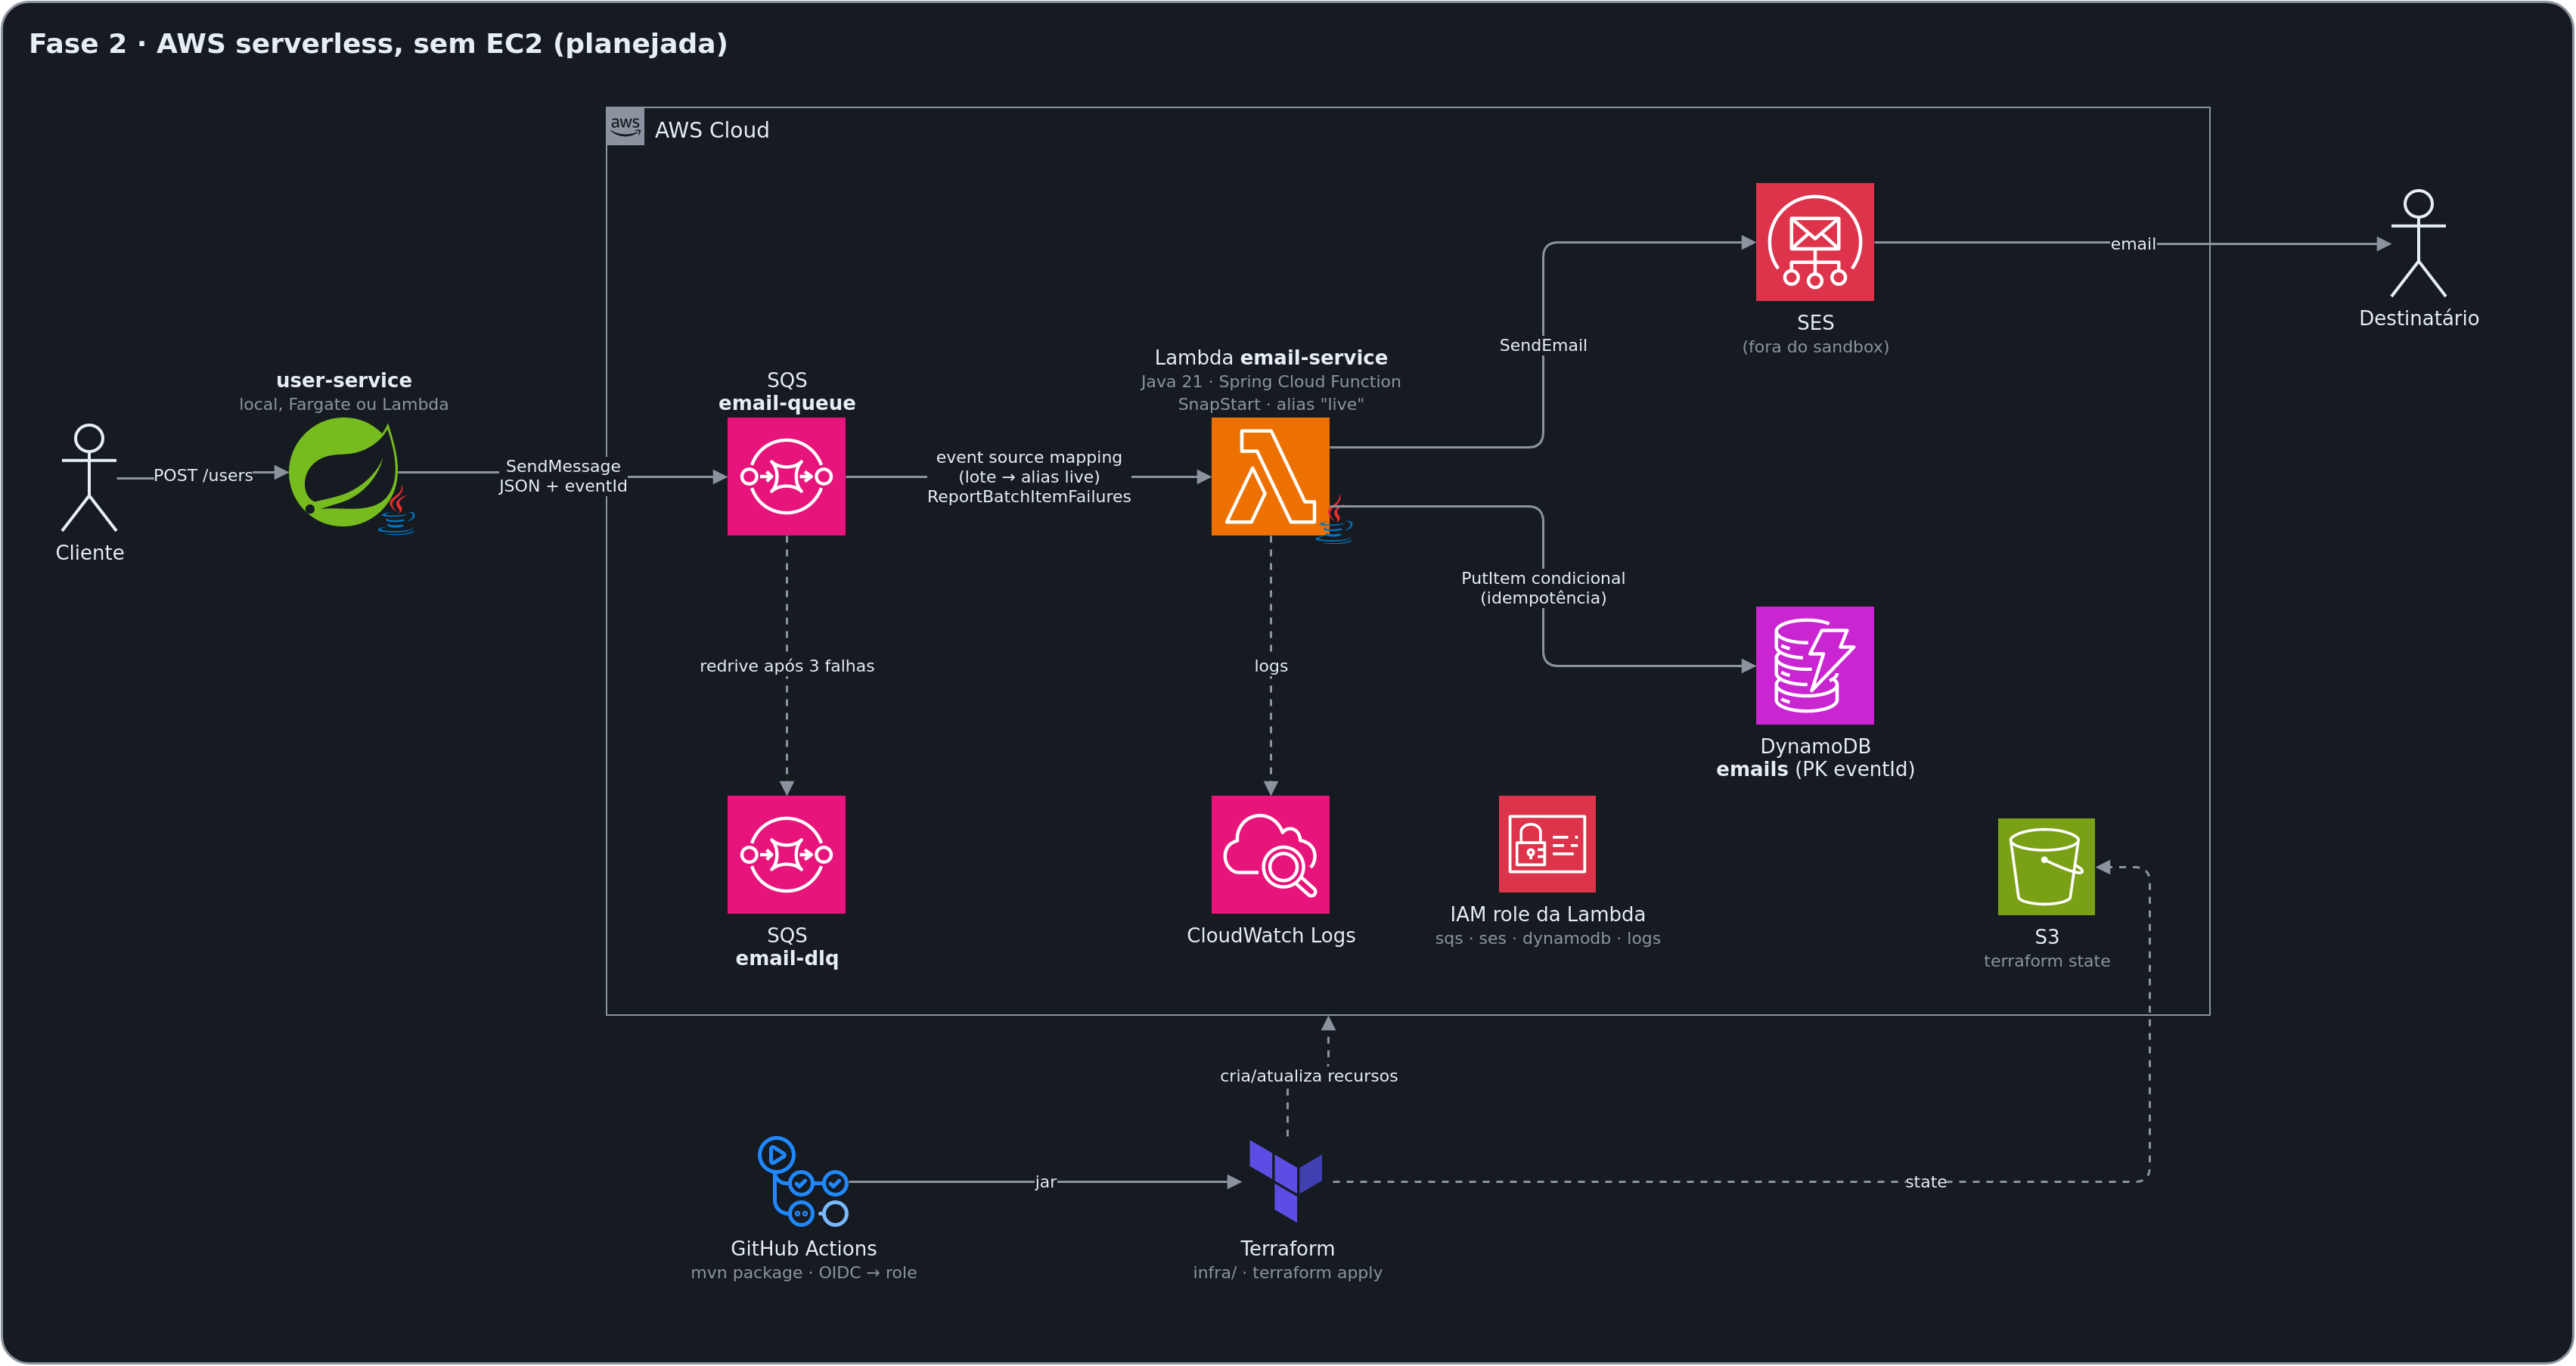 Fase 2 · AWS serverless, sem EC2 (planejada)
aws
AWS Cloud
SES
(fora do sandbox)
email
Destinatário
SendEmail
user-service
local, Fargate ou Lambda
SQS
email-queue
Lambda email-service
Java 21 · Spring Cloud Function
SnapStart · alias "live"
Cliente
POST /users
SendMessage
JSON + eventId
event source mapping
(lote → alias live)
ReportBatchItemFailures
PutItem condicional
(idempotência)
redrive após 3 falhas
logs
DynamoDB
emails (PK eventId)
SQS
email-dlq
CloudWatch Logs
IAM role da Lambda
sqs · ses · dynamodb · logs
S3
terraform state
cria/atualiza recursos
jar
state
GitHub Actions
mvn package · OIDC → role
Terraform
infra/ · terraform apply